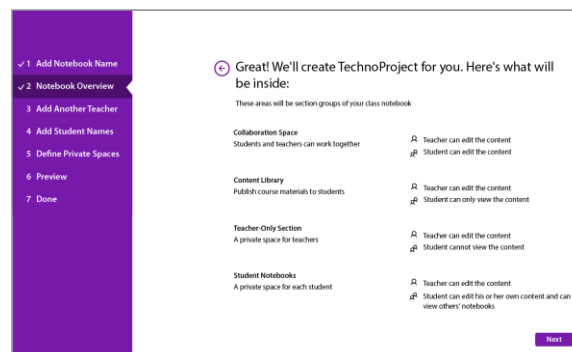 ✓ 1 Add Notebook Name
✓ 2 Notebook Overview
3 Add Another Teacher
4 Add Student Names
5 Define Private Spaces
6 Preview
7 Done
Great! We'll create TechnoProject for you. Here's what will
be inside:
These areas will be section groups of your class notebook
Collaboration Space
Students and teachers can work together
Teacher can edit the content
Student can edit the content
Content Library
Publish course materials to students
Teacher can edit the content
Student can only view the content
Teacher-Only Section
A private space for teachers
Teacher can edit the content
Student cannot view the content
Student Notebooks
A private space for each student
Teacher can edit the content
Student can edit his or her own content and can
view others' notebooks
Next